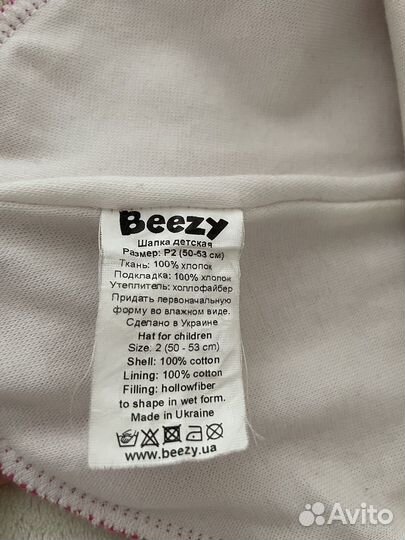 Beezy
Шапка детская
Размер: Р2 (50-53 см)
Ткань: 100% хлопок
Подкладка: 100% хлопок
Утеплитель: холлофайбер
Придать первоначальную
форму во влажном виде.
Сделано в Украине
Hat for children
Size: 2 (50 - 53 cm)
Shell: 100% cotton
Lining: 100% cotton
Filling: hollowfiber
to shape in wet form.
Made in Ukraine
www.beezy.ua
Avito